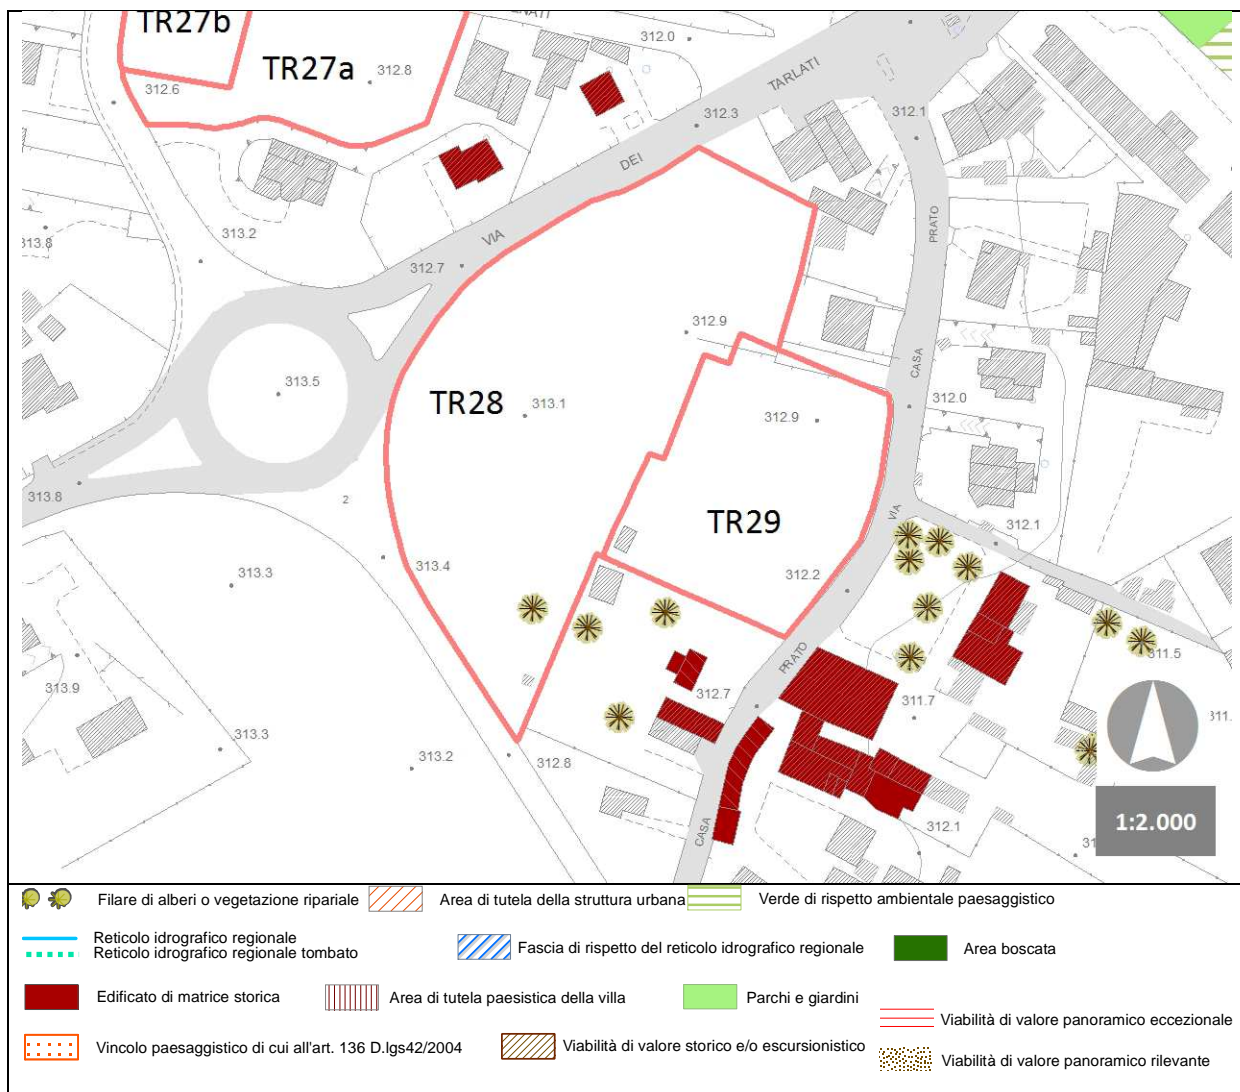 TR27b
ENATI
TR27a
312.0
312.8
312.6
TARLATI
312.3
312.1
DEI
PRATO
313.8
313.2
VIA
312.7
312.9
313.5
CASA
TR28
313.1
312.9
312.0
313.8
2
TR29
VIA
312.1
313.3
313.4
312.2
PRATO
311.5
313.9
312.7
311.7
311.
313.3
313.2
312.8
CASA
312.1
31
1:2.000
Filare di alberi o vegetazione ripariale
Area di tutela della struttura urbana
Verde di rispetto ambientale paesaggistico
Reticolo idrografico regionale
Reticolo idrografico regionale tombato
Fascia di rispetto del reticolo idrografico regionale
Area boscata
Edificato di matrice storica
Area di tutela paesistica della villa
Parchi e giardini
Viabilità di valore panoramico eccezionale
Vincolo paesaggistico di cui all'art. 136 D.lgs42/2004
Viabilità di valore storico e/o escursionistico
Viabilità di valore panoramico rilevante